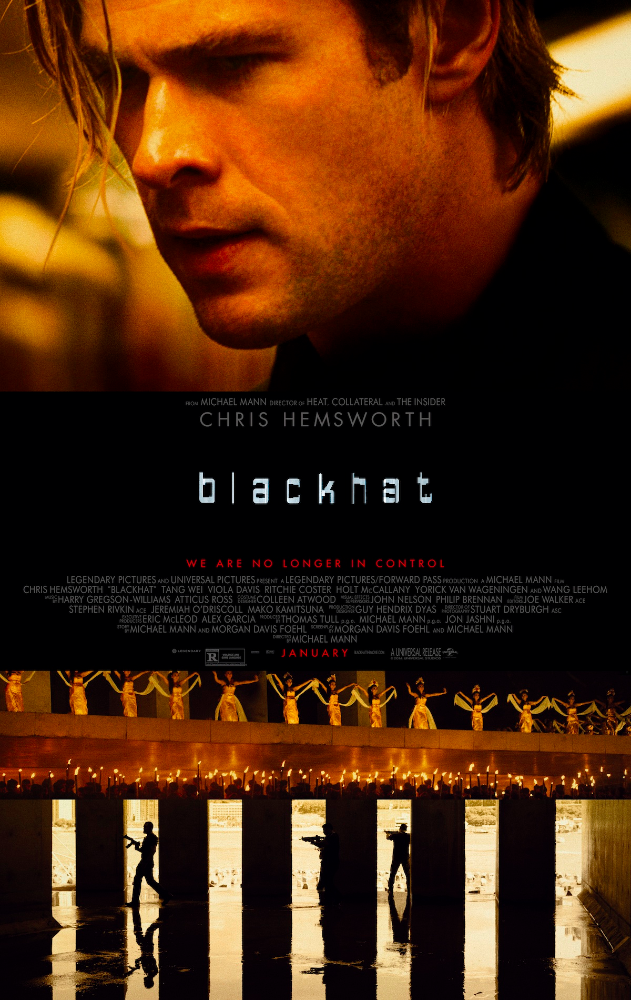 FROM MICHAEL MANN DIRECTOR OF HEAT, COLLATERAL AND THE INSIDER
CHRIS HEMSWORTH
blackhat
WE ARE NO LONGER IN CONTROL
LEGENDARY PICTURES AND UNIVERSAL PICTURES PRESENT A LEGENDARY PICTURES/FORWARD PASS PRODUCTION A MICHAEL MANN FILM
CHRIS HEMSWORTH "BLACKHAT" TANG WEI VIOLA DAVIS RITCHIE COSTER HOLT McCALLANY YORICK VAN WAGENINGEN AND WANG LEEHOM
MUSIC BY HARRY GREGSON-WILLIAMS ATTICUS ROSS COSTUME DESIGNER COLLEEN ATWOOD VISUAL EFFECTS SUPERVISORS JOHN NELSON PHILIP BRENNAN FILM EDITORS JOE WALKER ACE
STEPHEN RIVKIN ACE JEREMIAH O'DRISCOLL MAKO KAMITSUNA PRODUCTION DESIGNER GUY HENDRIX DYAS DIRECTOR OF PHOTOGRAPHY STUART DRYBURGH ASC
EXECUTIVE PRODUCERS ERIC McLEOD ALEX GARCIA PRODUCED BY THOMAS TULL p.g.a. MICHAEL MANN p.g.a. JON JASHNI p.g.a.
STORY BY MICHAEL MANN AND MORGAN DAVIS FOEHL SCREENPLAY BY MORGAN DAVIS FOEHL AND MICHAEL MANN
DIRECTED BY MICHAEL MANN
LEGENDARY R VIOLENCE AND SOME LANGUAGE JANUARY BLACKHATTHEMOVIE.COM A UNIVERSAL RELEASE UNIVERSAL
© 2014 UNIVERSAL STUDIOS